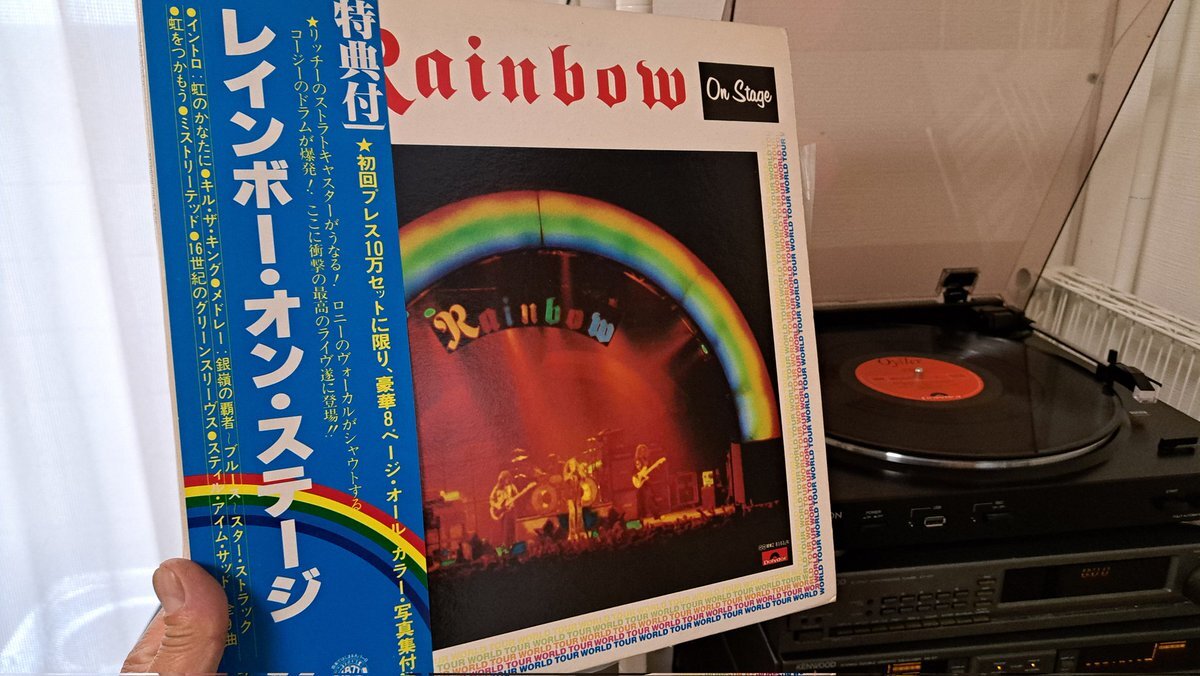 特典付
★初回プレス10万セットに限り、豪華8ページ・オールカラー・写真集付
★リッチーのストラトキャスターがうなる! ロニーのヴォーカルがシャウトする
コージーのドラムが爆発! ここに衝撃の最高のライヴ遂に登場!!
レインボー・オン・ステージ
●イントロ:虹のかなたに●キル・ザ・キング●メドレー:銀嶺の覇者~ブルース~スター・ストラック
●虹をつかもう●ミストリーテッド●16世紀のグリーンスリーヴス●スティル・アイム・サッド
Rainbow
On Stage
Rainbow
Polydor
WORLD TOUR WORLD TOUR WORLD TOUR WORLD TOUR WORLD TOUR WORLD
KENWOOD